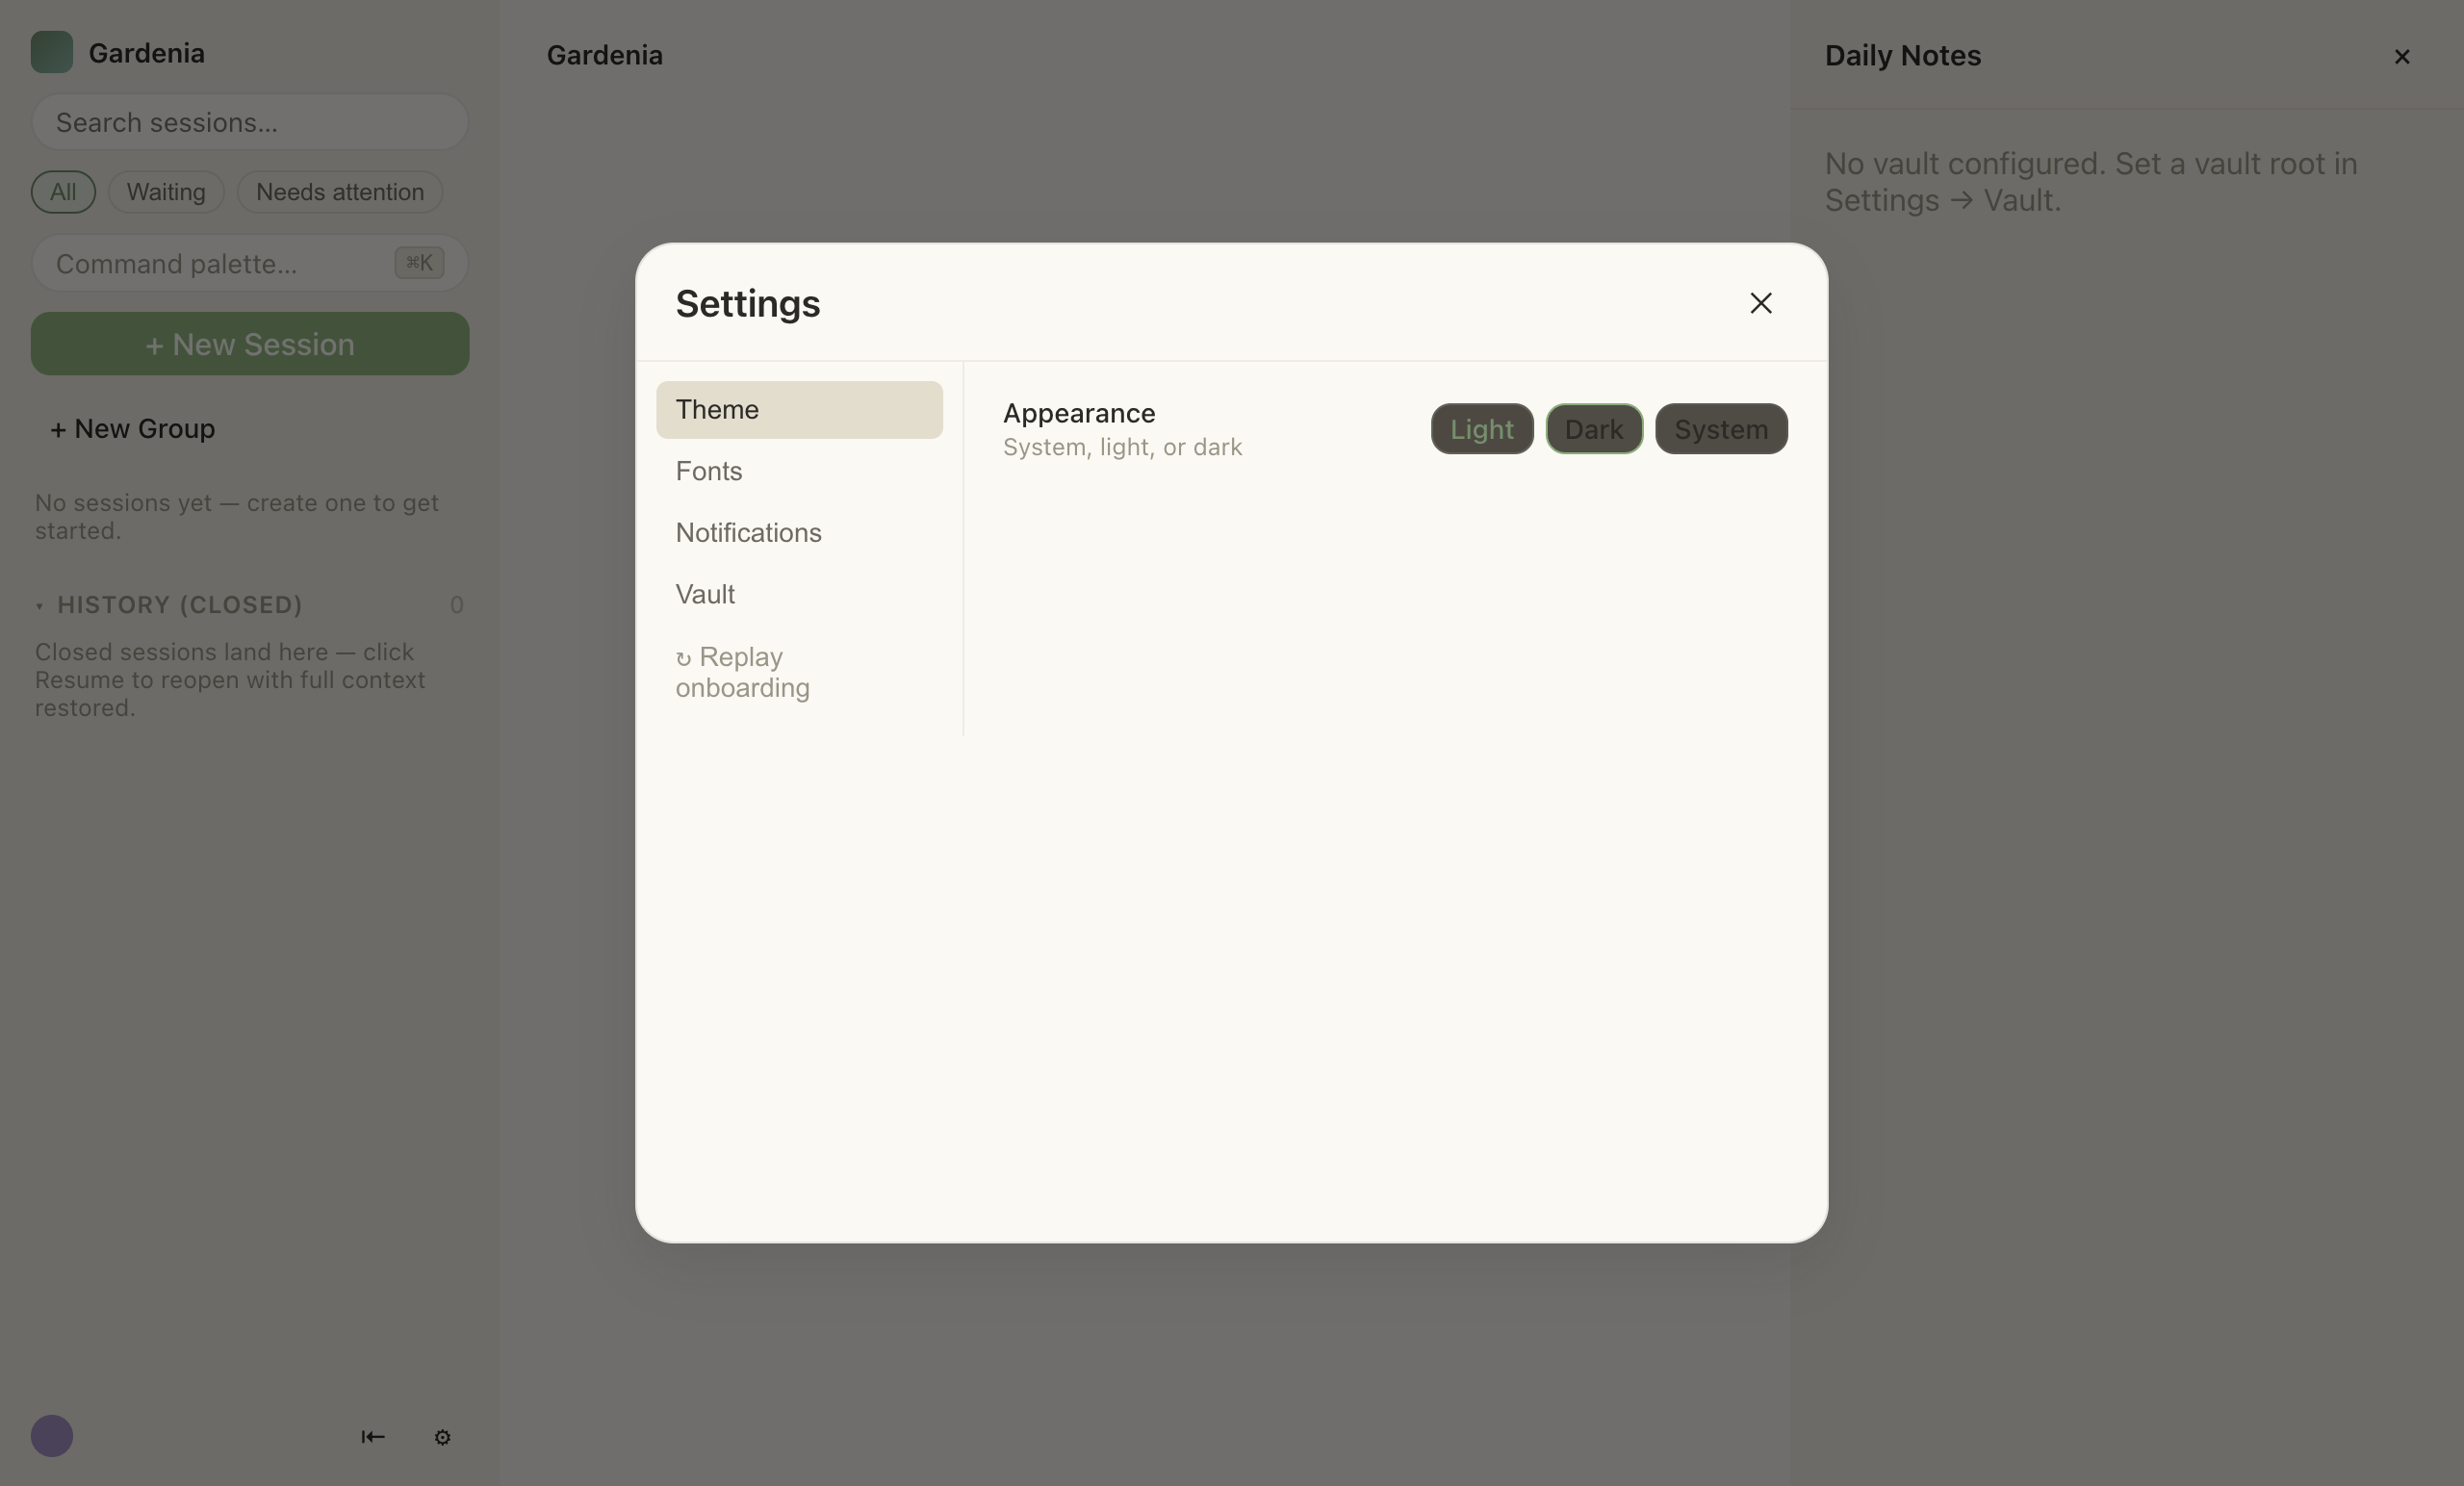 Gardenia
Search sessions...
All
Waiting
Needs attention
Command palette...
⌘K
+ New Session
+ New Group
No sessions yet — create one to get
started.
▾ HISTORY (CLOSED) 0
Closed sessions land here — click
Resume to reopen with full context
restored.
Gardenia
Daily Notes ×
No vault configured. Set a vault root in
Settings → Vault.
Settings
Theme
Fonts
Notifications
Vault
↻ Replay
onboarding
Appearance
System, light, or dark
Light
Dark
System